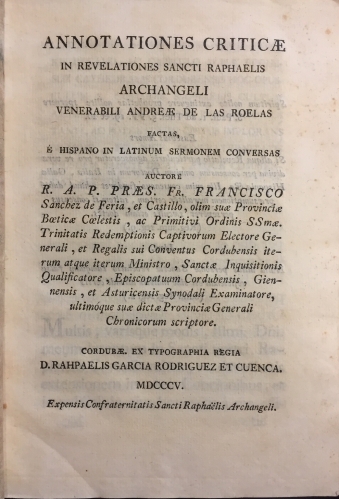 ANNOTATIONES CRITICÆ
IN REVELATIONES SANCTI RAPHAELIS
ARCHANGELI
VENERABILI ANDREÆ DE LAS ROELAS
FACTAS,
É HISPANO IN LATINUM SERMONEM CONVERSAS
AUCTORE
R. A. P. PRÆS. Fr. FRANCISCO
Sanchez de Feria, et Castillo, olim suæ Provinciæ
Bœticæ Cœlestis, ac Primitivi Ordinis SSmæ.
Trinitatis Redemptionis Captivorum Electore Ge-
nerali, et Regalis sui Conventus Cordubensis ite-
rum atque iterum Ministro, Sanctæ Inquisitionis
Qualificatore, Episcopatuum Cordubensis, Gien-
nensis, et Asturicensis Synodali Examinatore,
ultimóque suæ dictæ Provinciæ Generali
Chronicorum scriptore.
CORDUBÆ. EX TYPOGRAPHIA REGIA
D. RAHPAELIS GARCIA RODRIGUEZ ET CUENCA.
MDCCCV.
Expensis Confraternitatis Sancti Raphaëlis Archangeli.